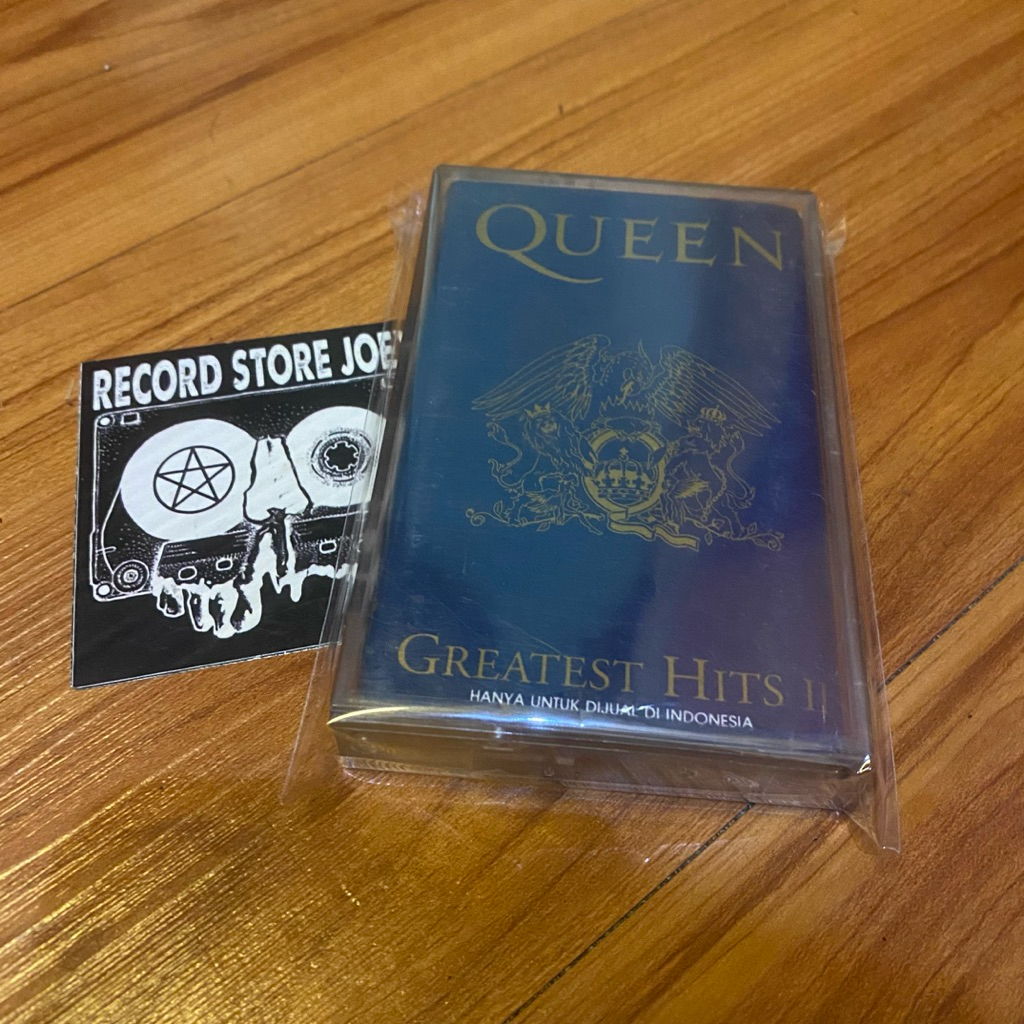 QUEEN
RECORD STORE JOE
GREATEST HITS II
HANYA UNTUK DIJUAL DI INDONESIA